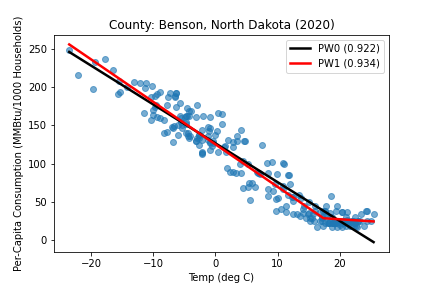 County: Benson, North Dakota (2020)
PW0 (0.922)
PW1 (0.934)
Per-Capita Consumption (MMBtu/1000 Households)
250
200
150
100
50
0
−20
−10
0
10
20
Temp (deg C)